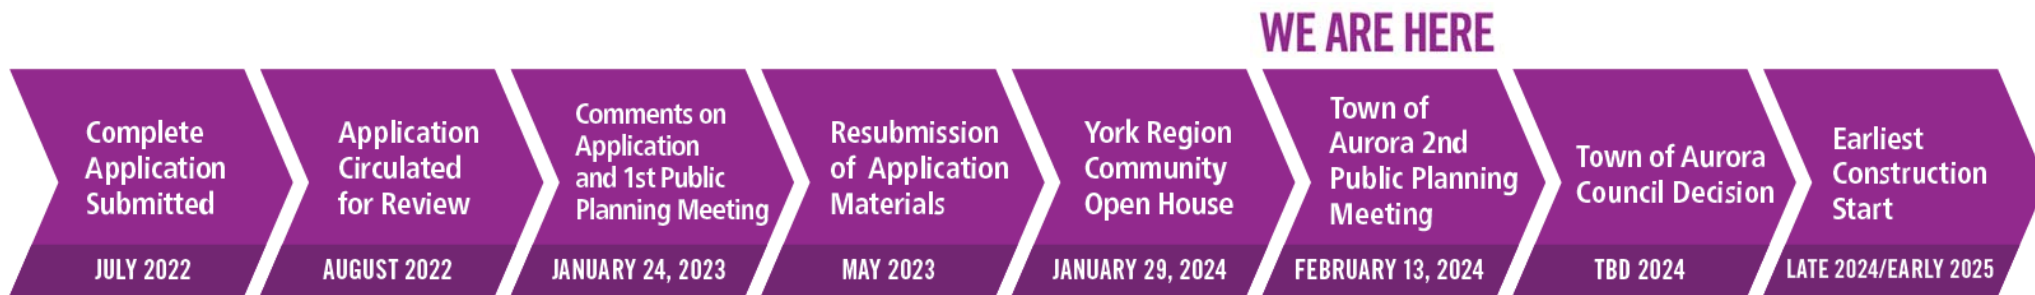 WE ARE HERE
Complete
Application
Submitted
JULY 2022
Application
Circulated
for Review
AUGUST 2022
Comments on
Application
and 1st Public
Planning Meeting
JANUARY 24, 2023
Resubmission
of Application
Materials
MAY 2023
York Region
Community
Open House
JANUARY 29, 2024
Town of
Aurora 2nd
Public Planning
Meeting
FEBRUARY 13, 2024
Town of Aurora
Council Decision
TBD 2024
Earliest
Construction
Start
LATE 2024/EARLY 2025